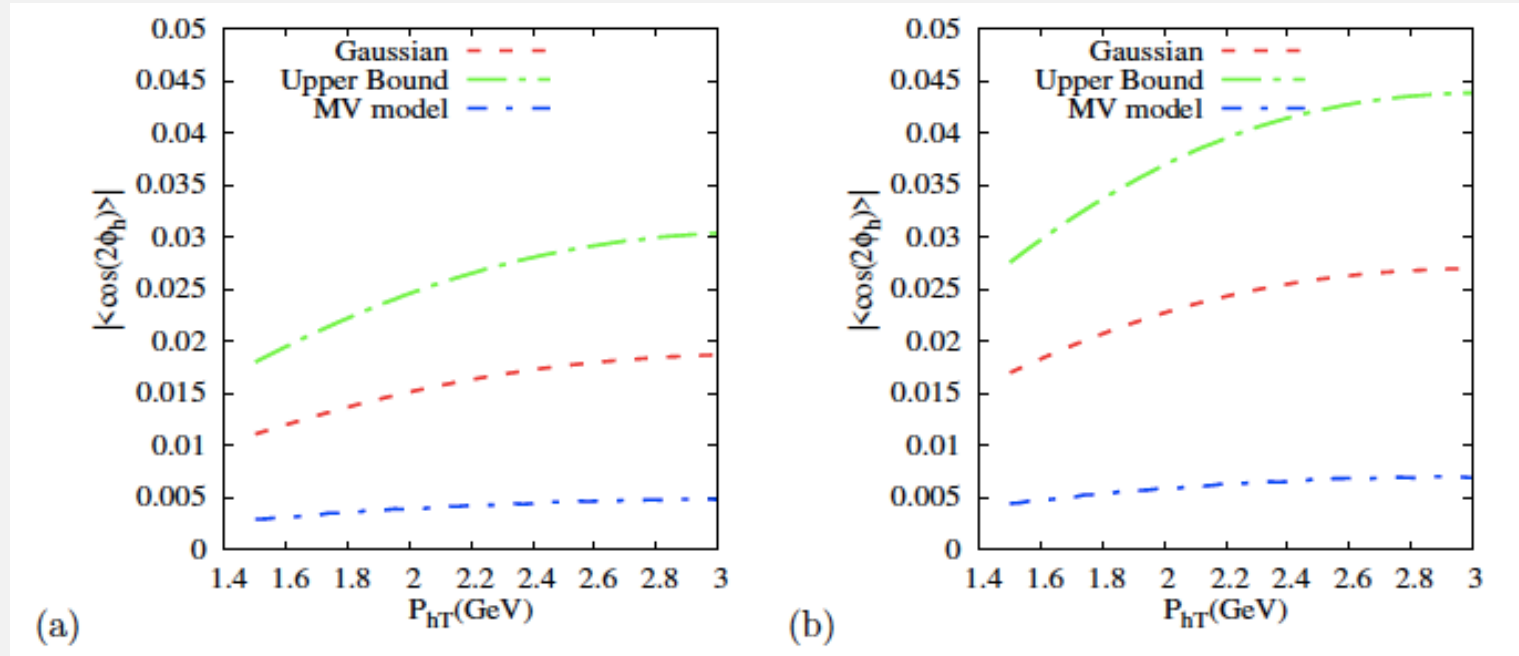 0.05
0.045
0.04
0.035
0.03
0.025
0.02
0.015
0.01
0.005
0
|<cos(2ϕ_h)>|
Gaussian
Upper Bound
MV model
1.4 1.6 1.8 2 2.2 2.4 2.6 2.8 3
P_hT(GeV)
(a)
0.05
0.045
0.04
0.035
0.03
0.025
0.02
0.015
0.01
0.005
0
|<cos(2ϕ_h)>|
Gaussian
Upper Bound
MV model
1.4 1.6 1.8 2 2.2 2.4 2.6 2.8 3
P_hT(GeV)
(b)